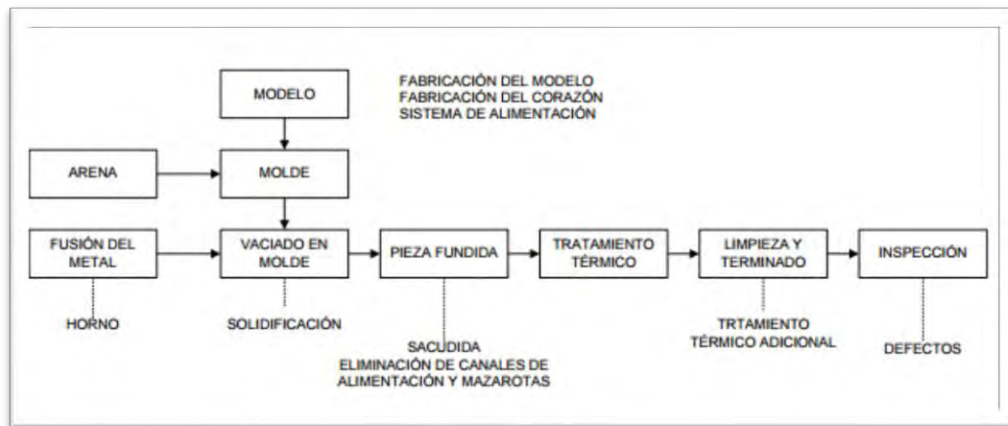 MODELO
FABRICACIÓN DEL MODELO
FABRICACIÓN DEL CORAZÓN
SISTEMA DE ALIMENTACIÓN
ARENA
MOLDE
FUSIÓN DEL
METAL
VACIADO EN
MOLDE
PIEZA FUNDIDA
TRATAMIENTO
TÉRMICO
LIMPIEZA Y
TERMINADO
INSPECCIÓN
HORNO
SOLIDIFICACIÓN
SACUDIDA
ELIMINACIÓN DE CANALES DE
ALIMENTACIÓN Y MAZAROTAS
TRTAMIENTO
TÉRMICO ADICIONAL
DEFECTOS